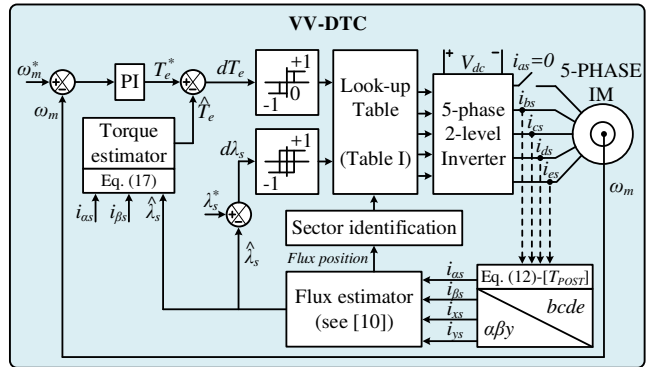 VV-DTC
ω*m
PI
T*e
dTe
+1
0
-1
Look-up
Table
(Table I)
+ Vdc -
5-phase
2-level
Inverter
ias=0
5-PHASE
IM
ibs
ics
ids
ies
ωm
ωm
T̂e
Torque
estimator
Eq. (17)
iαs
iβs
λ̂s
dλs
+1
-1
λ*s
λ̂s
Sector identification
Flux position
Flux estimator
(see [10])
iαs
iβs
ixs
iys
Eq. (12)-[TPOST]
bcde
αβy